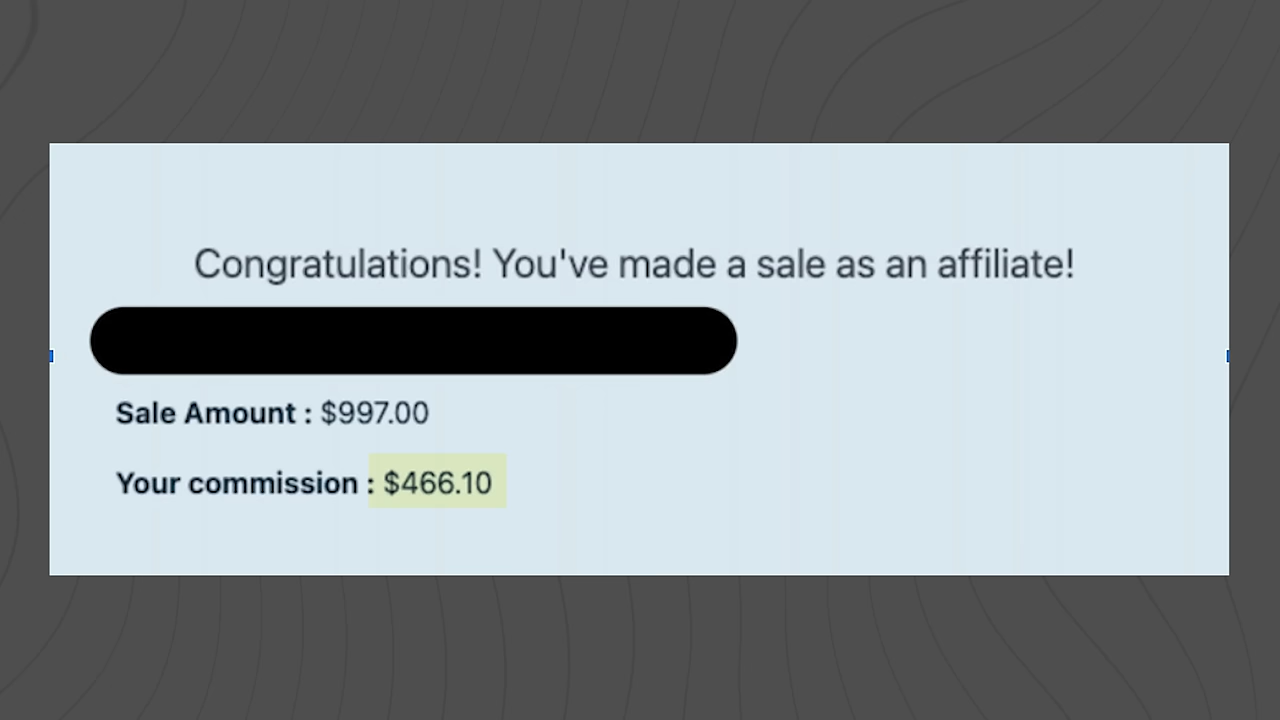 Congratulations! You've made a sale as an affiliate!
Sale Amount : $997.00
Your commission : $466.10